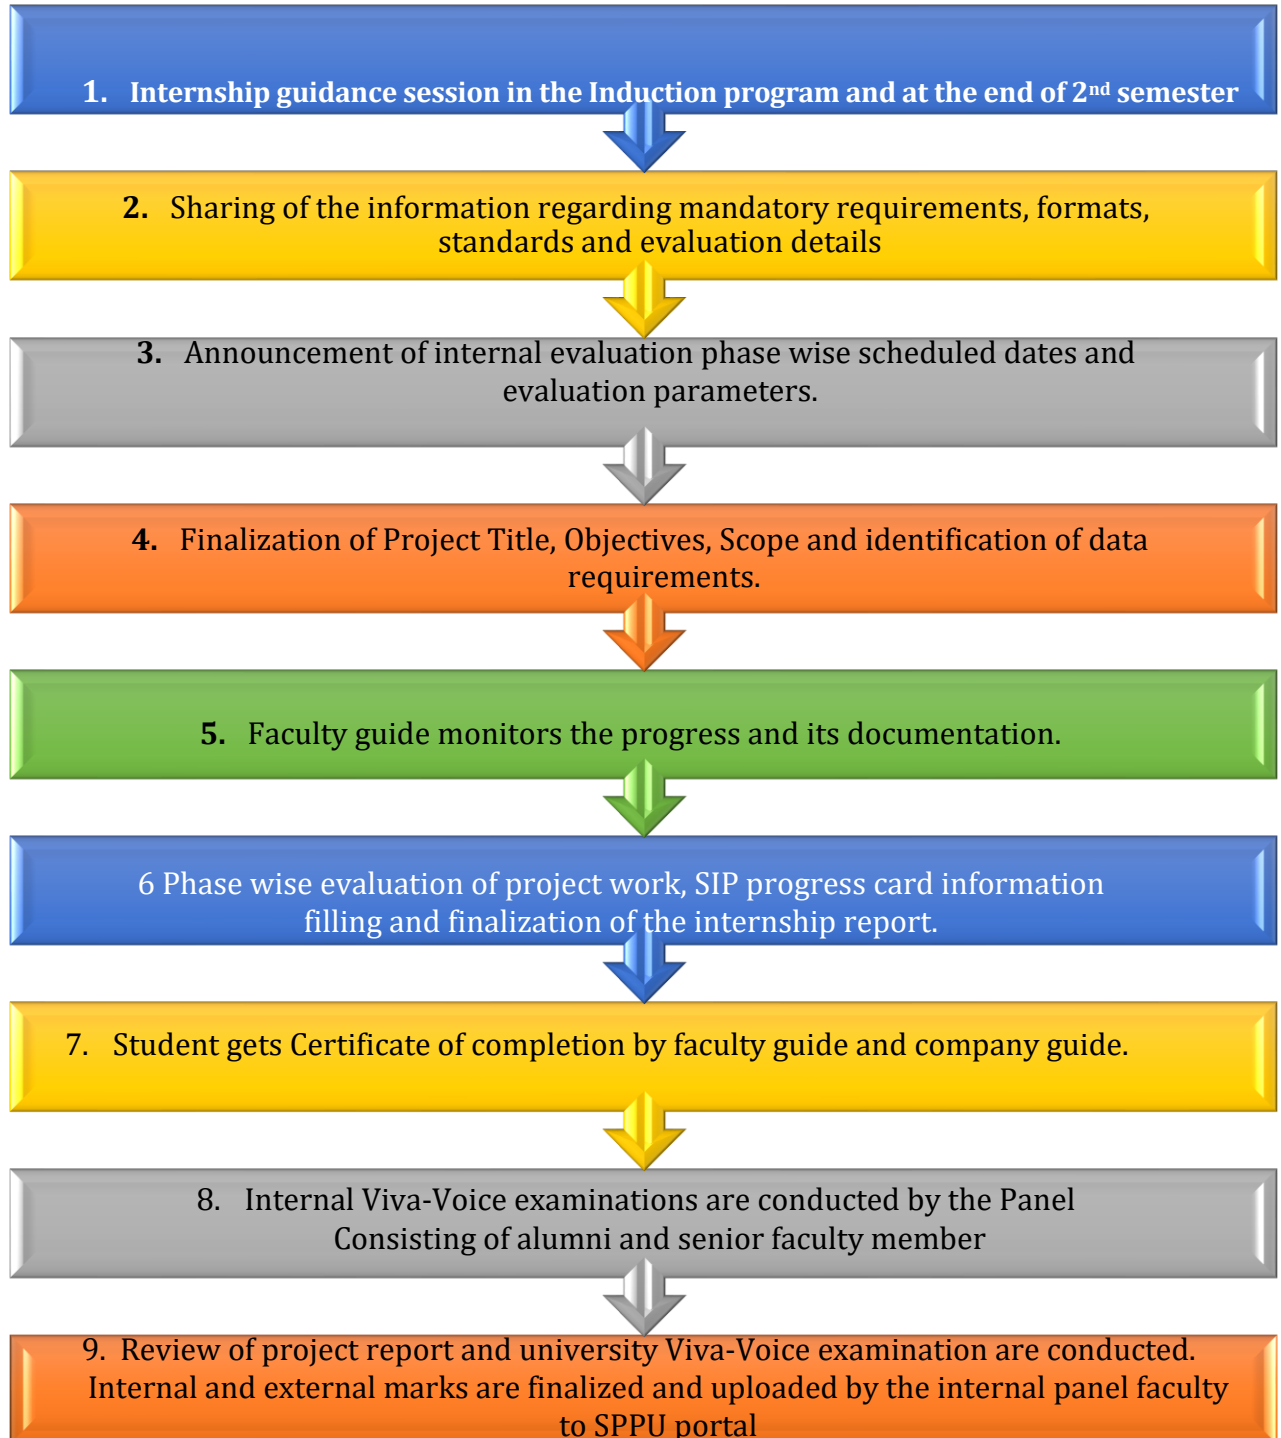 1. Internship guidance session in the Induction program and at the end of 2nd semester
2. Sharing of the information regarding mandatory requirements, formats,
standards and evaluation details
3. Announcement of internal evaluation phase wise scheduled dates and
evaluation parameters.
4. Finalization of Project Title, Objectives, Scope and identification of data
requirements.
5. Faculty guide monitors the progress and its documentation.
6 Phase wise evaluation of project work, SIP progress card information
filling and finalization of the internship report.
7. Student gets Certificate of completion by faculty guide and company guide.
8. Internal Viva-Voice examinations are conducted by the Panel
Consisting of alumni and senior faculty member
9. Review of project report and university Viva-Voice examination are conducted.
Internal and external marks are finalized and uploaded by the internal panel faculty
to SPPU portal